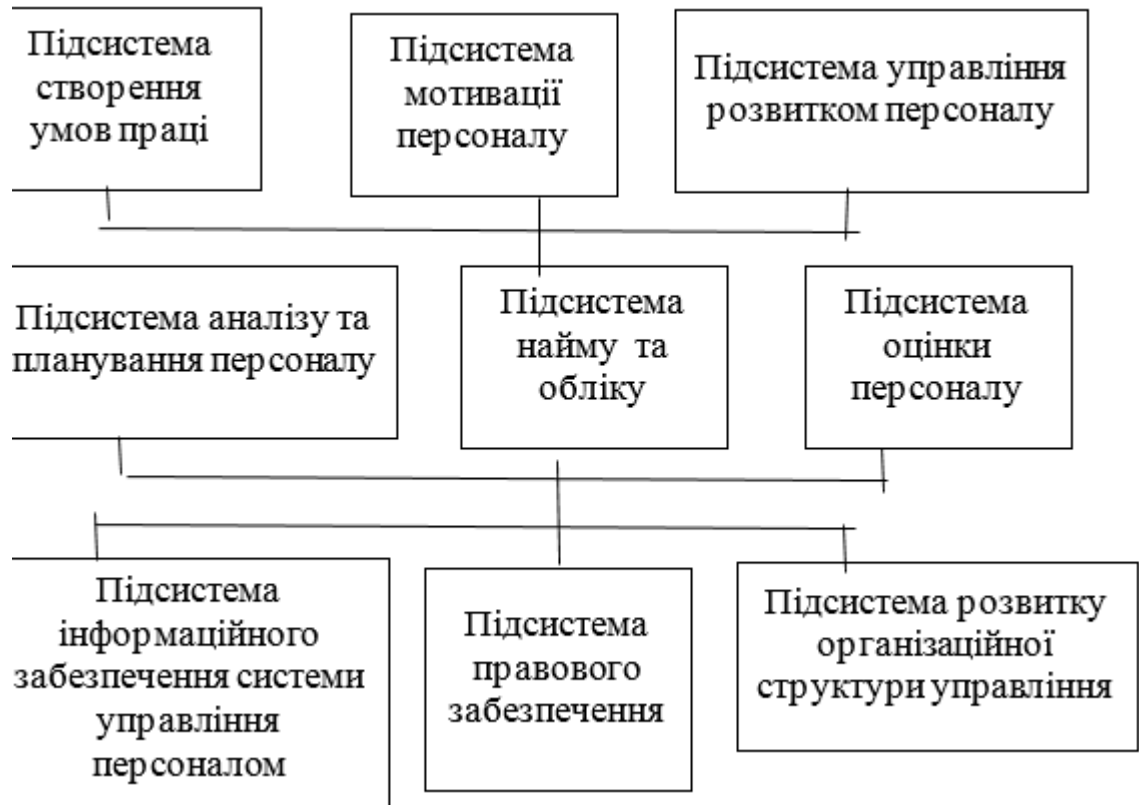 Підсистема
створення
умов праці
Підсистема
мотивації
персоналу
Підсистема управління
розвитком персоналу
Підсистема аналізу та
планування персоналу
Підсистема
найму та
обліку
Підсистема
оцінки
персоналу
Підсистема
інформаційного
забезпечення системи
управління
персоналом
Підсистема
правового
забезпечення
Підсистема розвитку
організаційної
структури управління